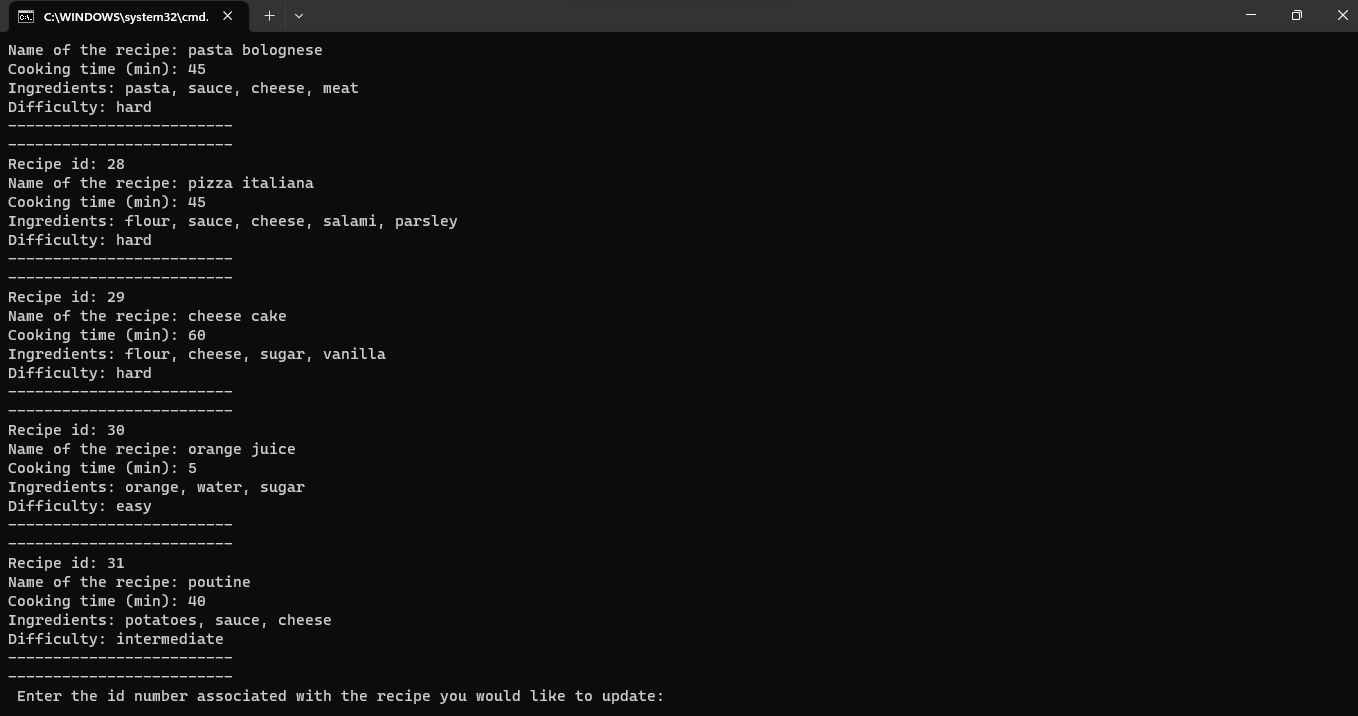 C:\WINDOWS\system32\cmd.
Name of the recipe: pasta bolognese
Cooking time (min): 45
Ingredients: pasta, sauce, cheese, meat
Difficulty: hard
-------------------------
-------------------------
Recipe id: 28
Name of the recipe: pizza italiana
Cooking time (min): 45
Ingredients: flour, sauce, cheese, salami, parsley
Difficulty: hard
-------------------------
-------------------------
Recipe id: 29
Name of the recipe: cheese cake
Cooking time (min): 60
Ingredients: flour, cheese, sugar, vanilla
Difficulty: hard
-------------------------
-------------------------
Recipe id: 30
Name of the recipe: orange juice
Cooking time (min): 5
Ingredients: orange, water, sugar
Difficulty: easy
-------------------------
-------------------------
Recipe id: 31
Name of the recipe: poutine
Cooking time (min): 40
Ingredients: potatoes, sauce, cheese
Difficulty: intermediate
-------------------------
-------------------------
Enter the id number associated with the recipe you would like to update: